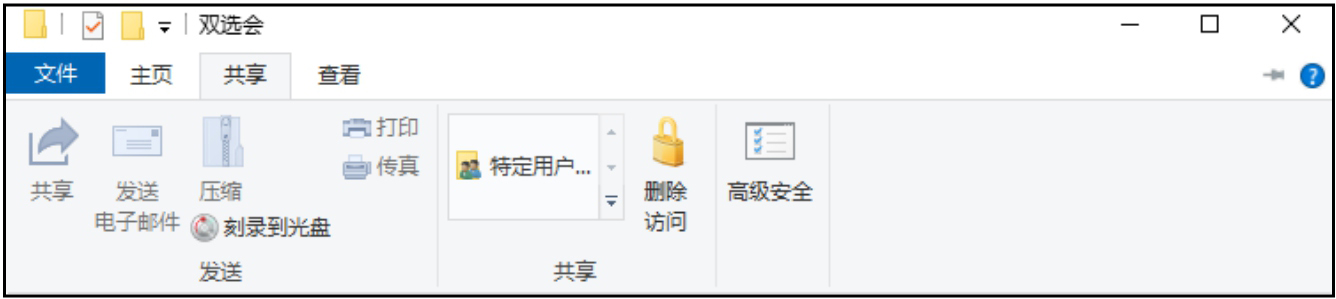 双选会
文件 主页 共享 查看
共享
发送
电子邮件
压缩
刻录到光盘
打印
传真
发送
特定用户...
删除
访问
共享
高级安全